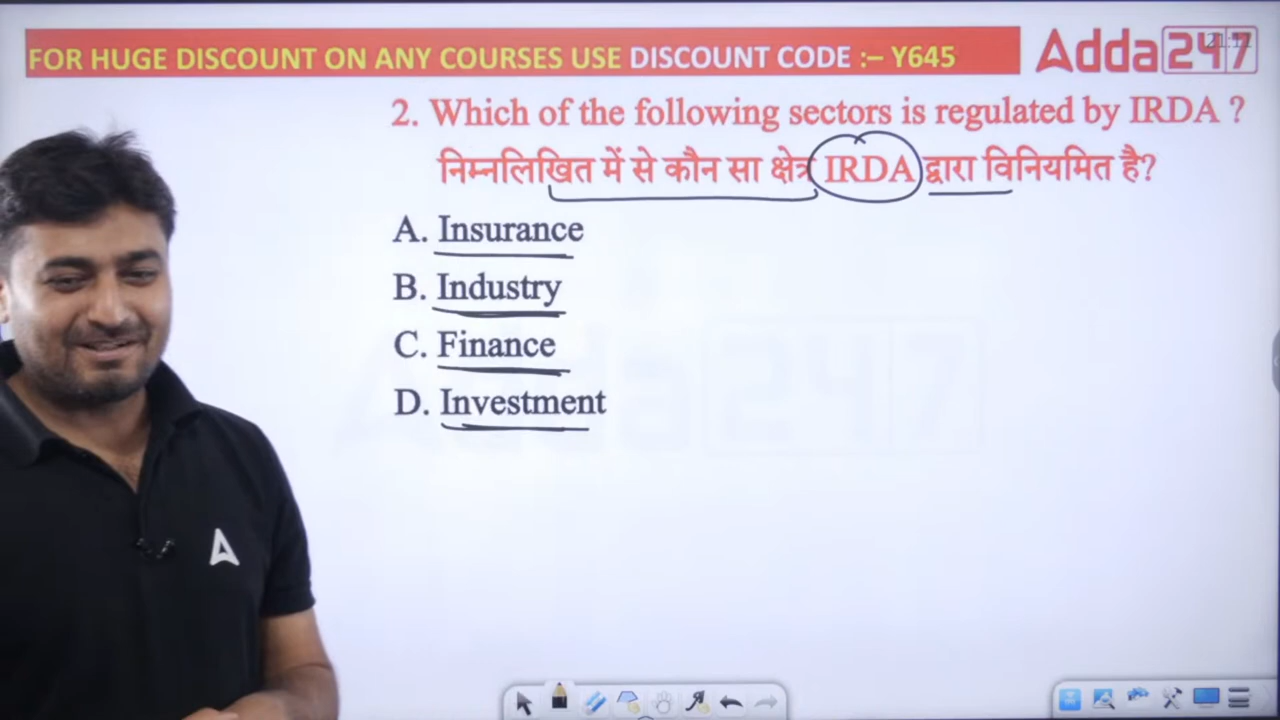 FOR HUGE DISCOUNT ON ANY COURSES USE DISCOUNT CODE :– Y645
Adda247
2. Which of the following sectors is regulated by IRDA ?
निम्नलिखित में से कौन सा क्षेत्र IRDA द्वारा विनियमित है?
A. Insurance
B. Industry
C. Finance
D. Investment